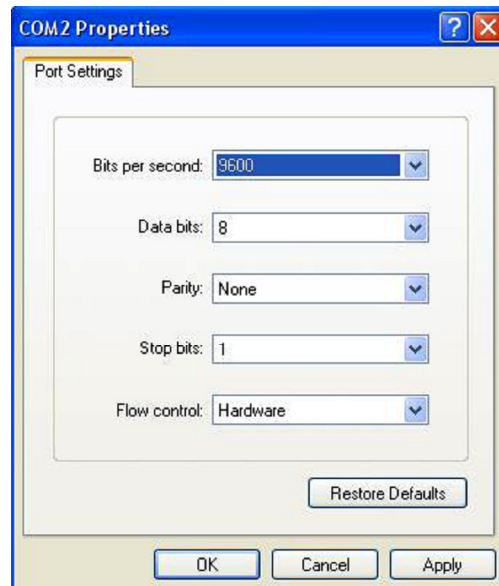 COM2 Properties
Port Settings
Bits per second: 9600
Data bits: 8
Parity: None
Stop bits: 1
Flow control: Hardware
Restore Defaults
OK Cancel Apply